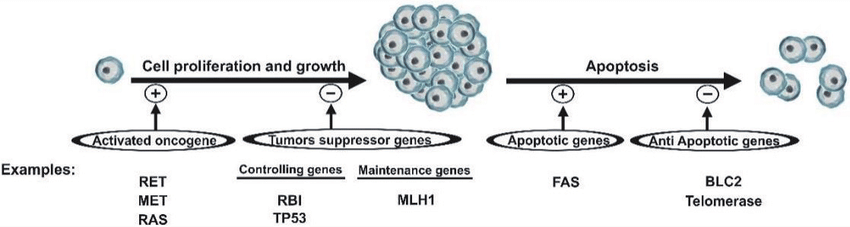 Cell proliferation and growth
Apoptosis
+
−
+
−
Activated oncogene
Tumors suppressor genes
Apoptotic genes
Anti Apoptotic genes
Examples:
Controlling genes
Maintenance genes
RET
RBI
MLH1
FAS
BLC2
MET
TP53
Telomerase
RAS